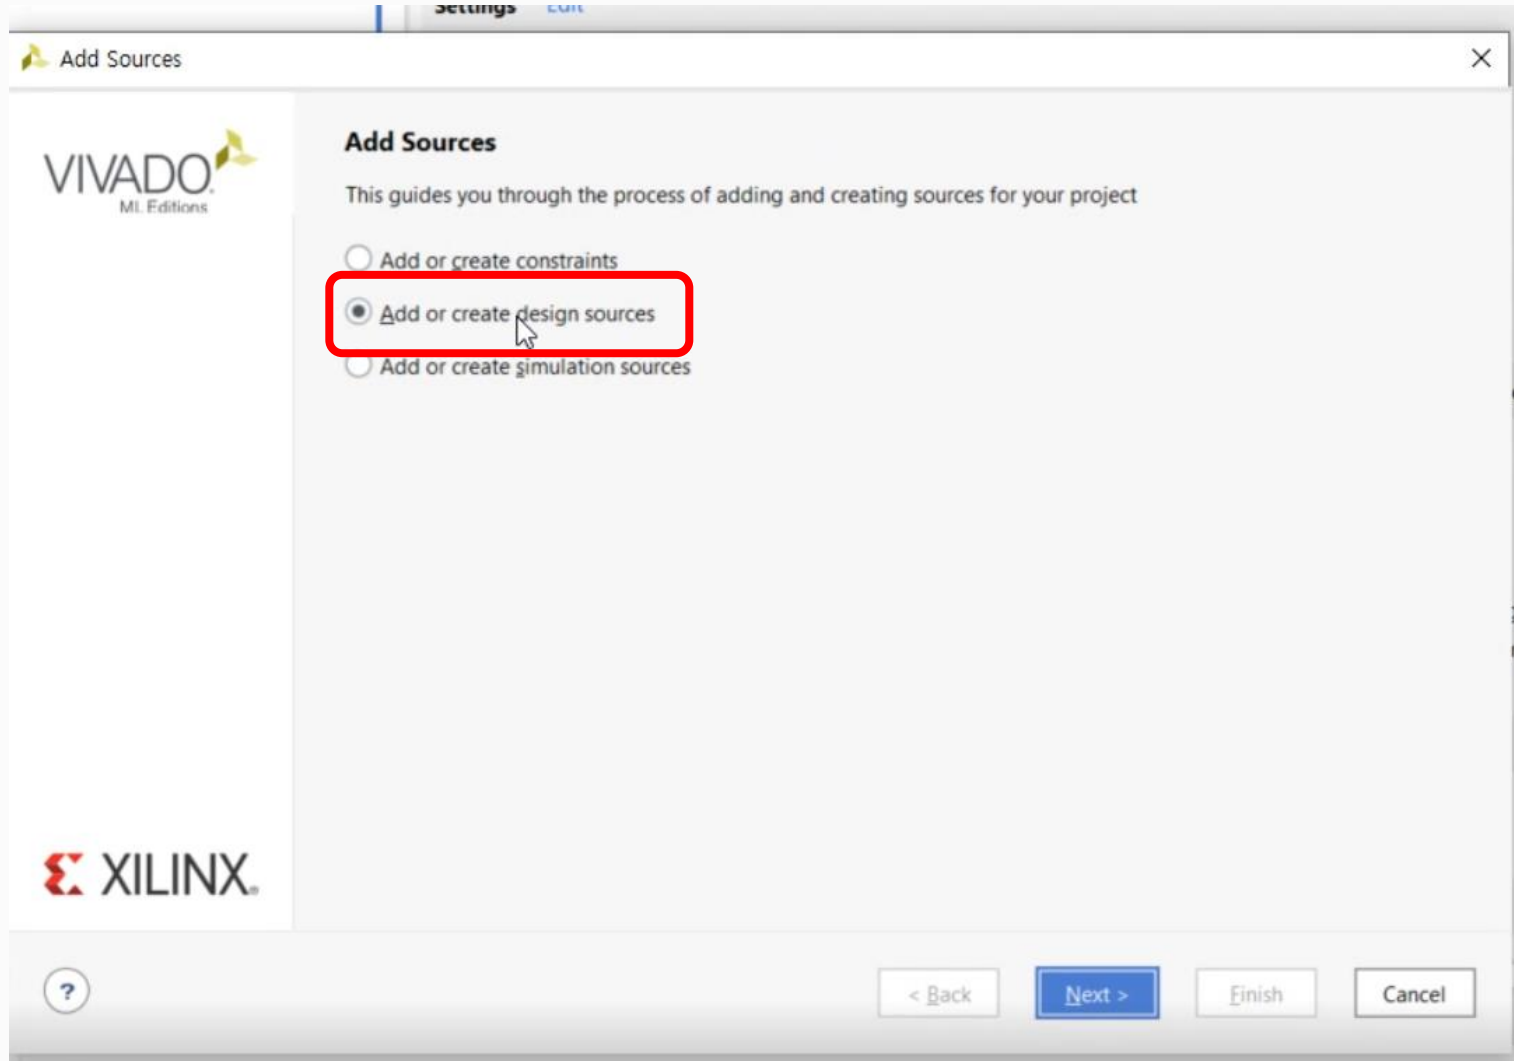 Settings Edit
Add Sources
VIVADO.
ML Editions
Add Sources
This guides you through the process of adding and creating sources for your project
Add or create constraints
Add or create design sources
Add or create simulation sources
XILINX®
?
< Back
Next >
Finish
Cancel